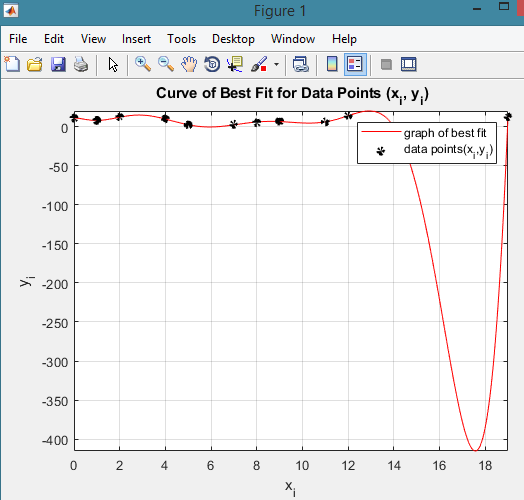 Figure 1
File Edit View Insert Tools Desktop Window Help
Curve of Best Fit for Data Points (xi, yi)
graph of best fit
data points(xi,yi)
0
-50
-100
-150
-200
-250
-300
-350
-400
yi
0 2 4 6 8 10 12 14 16 18
xi